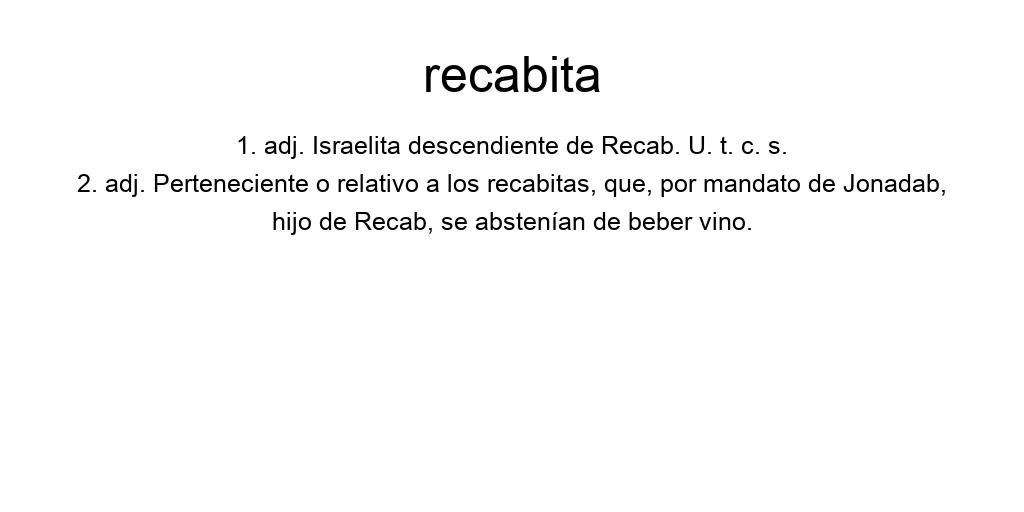 recabita
1. adj. Israelita descendiente de Recab. U. t. c. s.
2. adj. Perteneciente o relativo a los recabitas, que, por mandato de Jonadab,
hijo de Recab, se abstenían de beber vino.